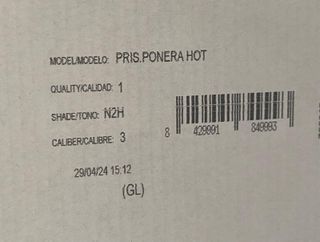 MODEL/MODELO: PRIS.PONERA HOT
QUALITY/CALIDAD: 1
SHADE/TONO: N2H
CALIBER/CALIBRE: 3
8 429991 849993
29/04/24 15:12
(GL)